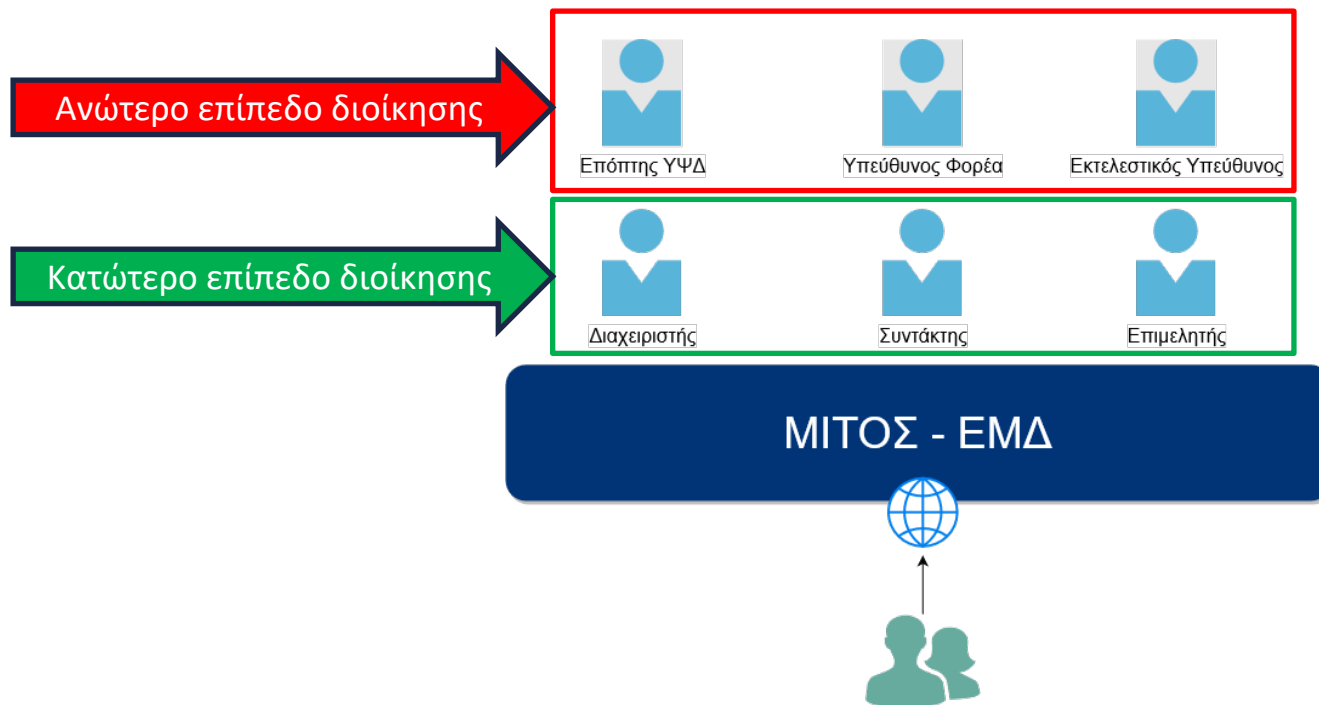 Ανώτερο επίπεδο διοίκησης
Επόπτης ΥΨΔ
Υπεύθυνος Φορέα
Εκτελεστικός Υπεύθυνος
Κατώτερο επίπεδο διοίκησης
Διαχειριστής
Συντάκτης
Επιμελητής
ΜΙΤΟΣ - ΕΜΔ